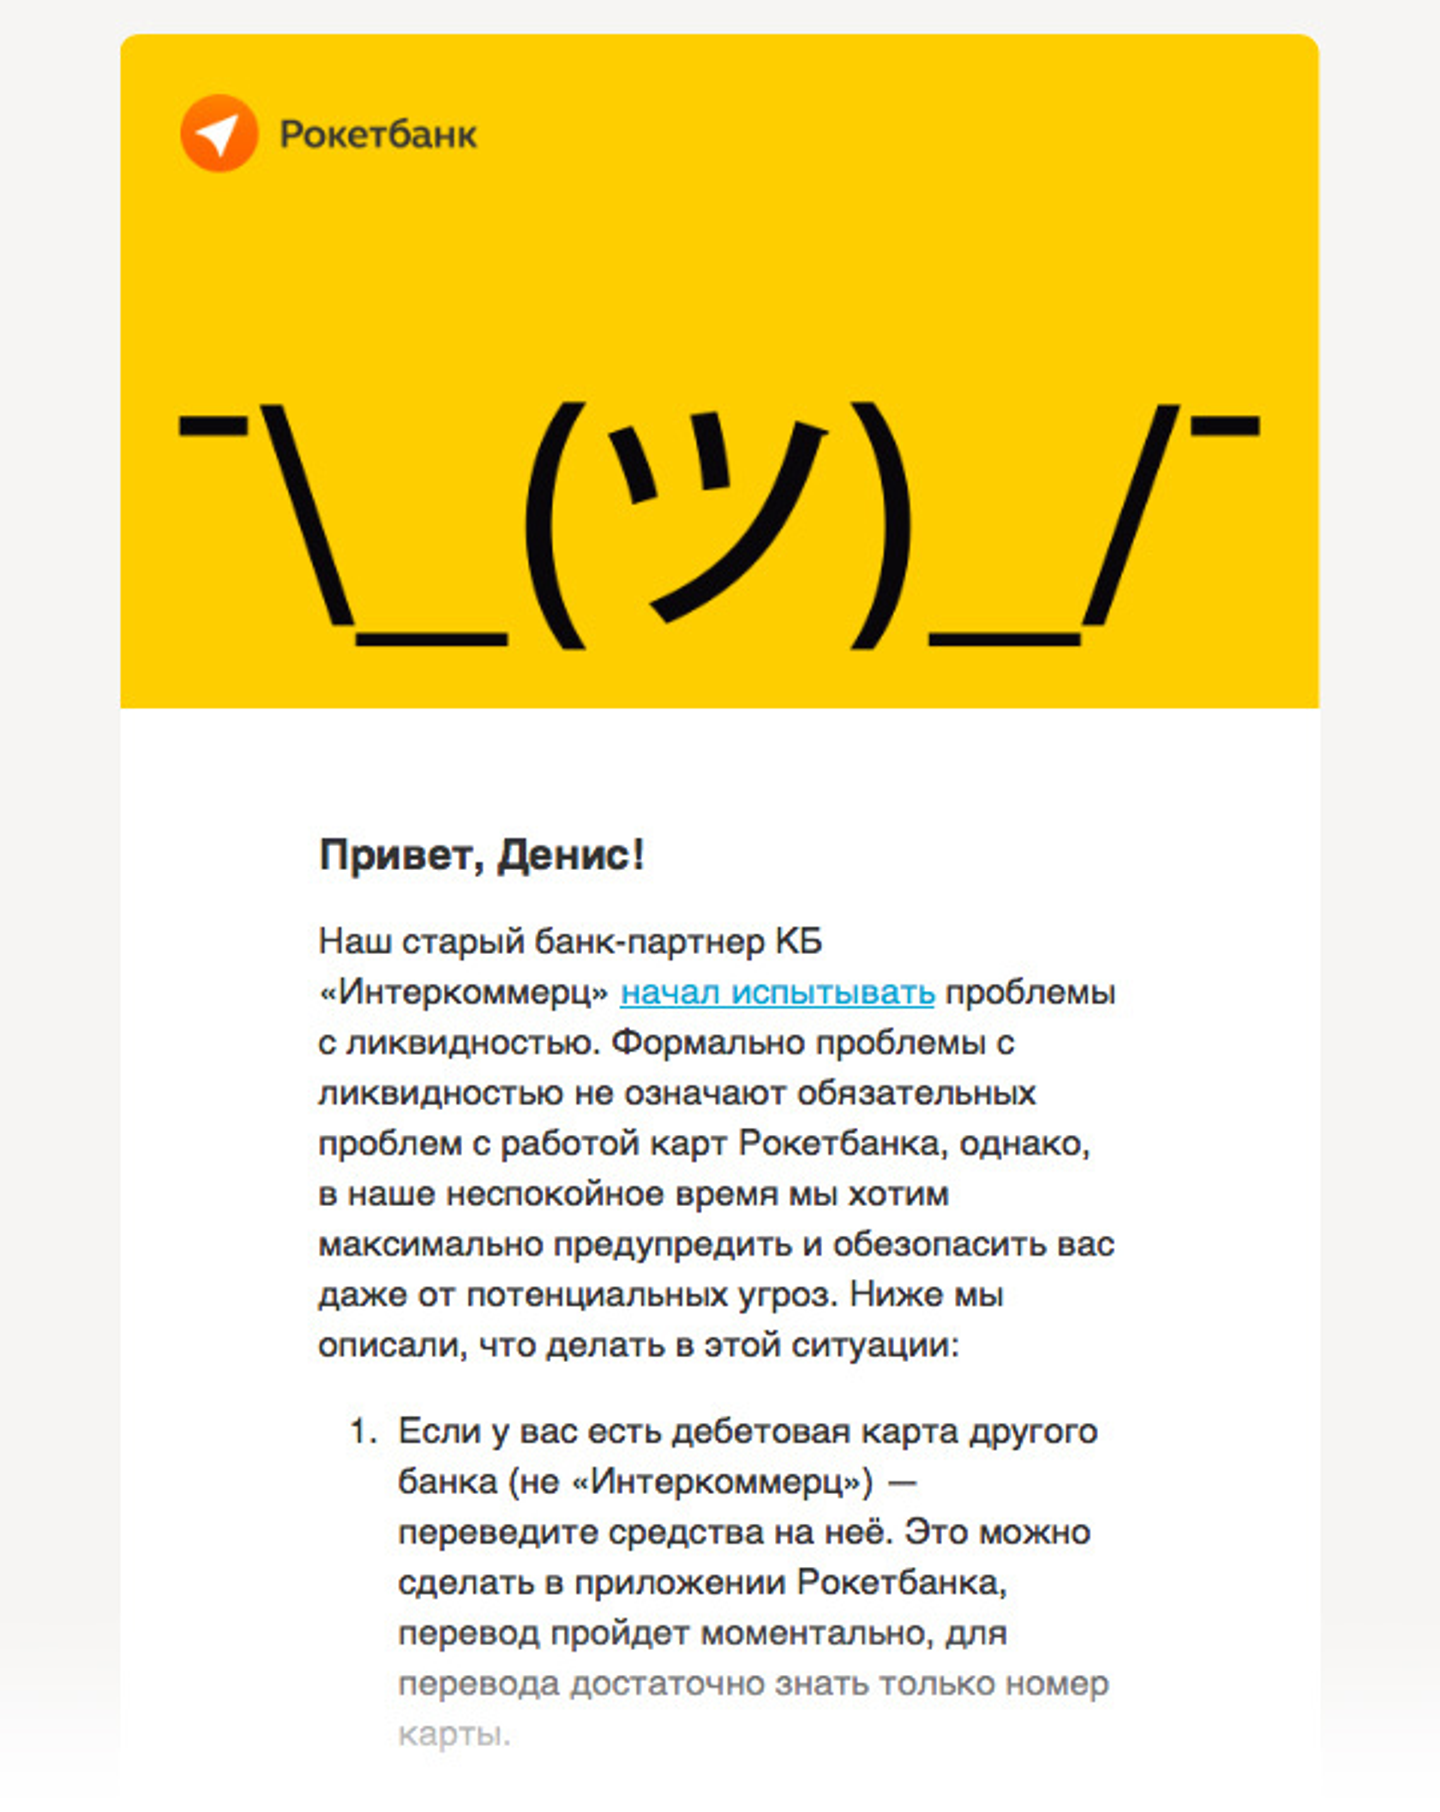 Рокетбанк
¯\_(ツ)_/¯
Привет, Денис!
Наш старый банк-партнер КБ
«Интеркоммерц» начал испытывать проблемы
с ликвидностью. Формально проблемы с
ликвидностью не означают обязательных
проблем с работой карт Рокетбанка, однако,
в наше неспокойное время мы хотим
максимально предупредить и обезопасить вас
даже от потенциальных угроз. Ниже мы
описали, что делать в этой ситуации:
1. Если у вас есть дебетовая карта другого
банка (не «Интеркоммерц») —
переведите средства на неё. Это можно
сделать в приложении Рокетбанка,
перевод пройдет моментально, для
перевода достаточно знать только номер
карты.